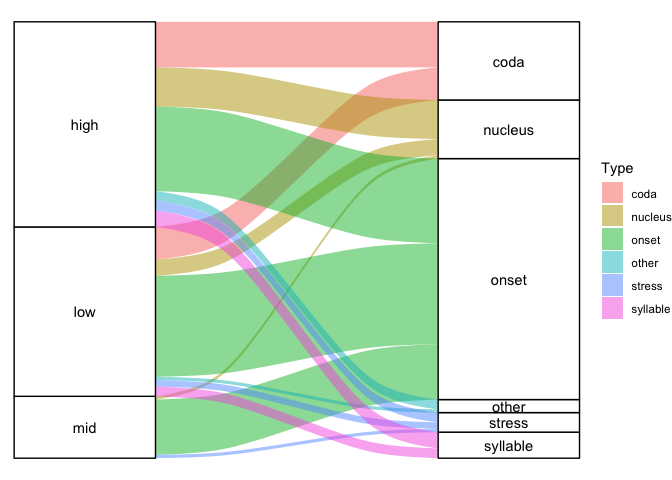 high
low
mid
coda
nucleus
onset
other
stress
syllable
Type
coda
nucleus
onset
other
stress
syllable